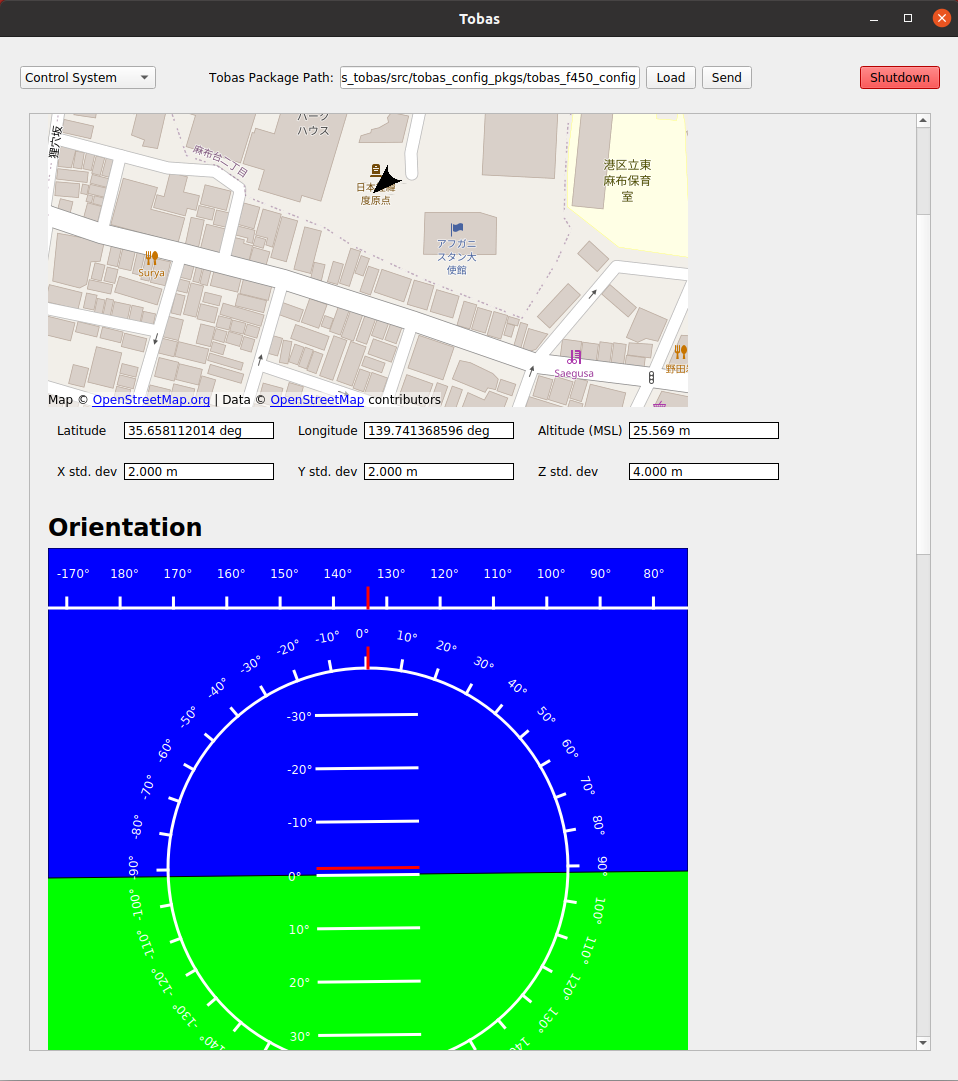 Tobas
Control System
Tobas Package Path:
s_tobas/src/tobas_config_pkgs/tobas_f450_config
Load
Send
Shutdown
パーク
ハウス
狸穴坂
麻布台二丁目
日本経緯
度原点
港区立東
麻布保育
室
アフガニ
スタン大
使館
Surya
Saegusa
野田
Map © OpenStreetMap.org | Data © OpenStreetMap contributors
Latitude
35.658112014 deg
Longitude
139.741368596 deg
Altitude (MSL)
25.569 m
X std. dev
2.000 m
Y std. dev
2.000 m
Z std. dev
4.000 m
Orientation
-170° 180° 170° 160° 150° 140° 130° 120° 110° 100° 90° 80°
-140°
-130°
-120°
-110°
-100°
-90°
-80°
-70°
-60°
-50°
-40°
-30°
-20°
-10°
0°
10°
20°
30°
40°
50°
60°
70°
80°
90°
100°
110°
120°
130°
140°
-30°
-20°
-10°
0°
10°
20°
30°